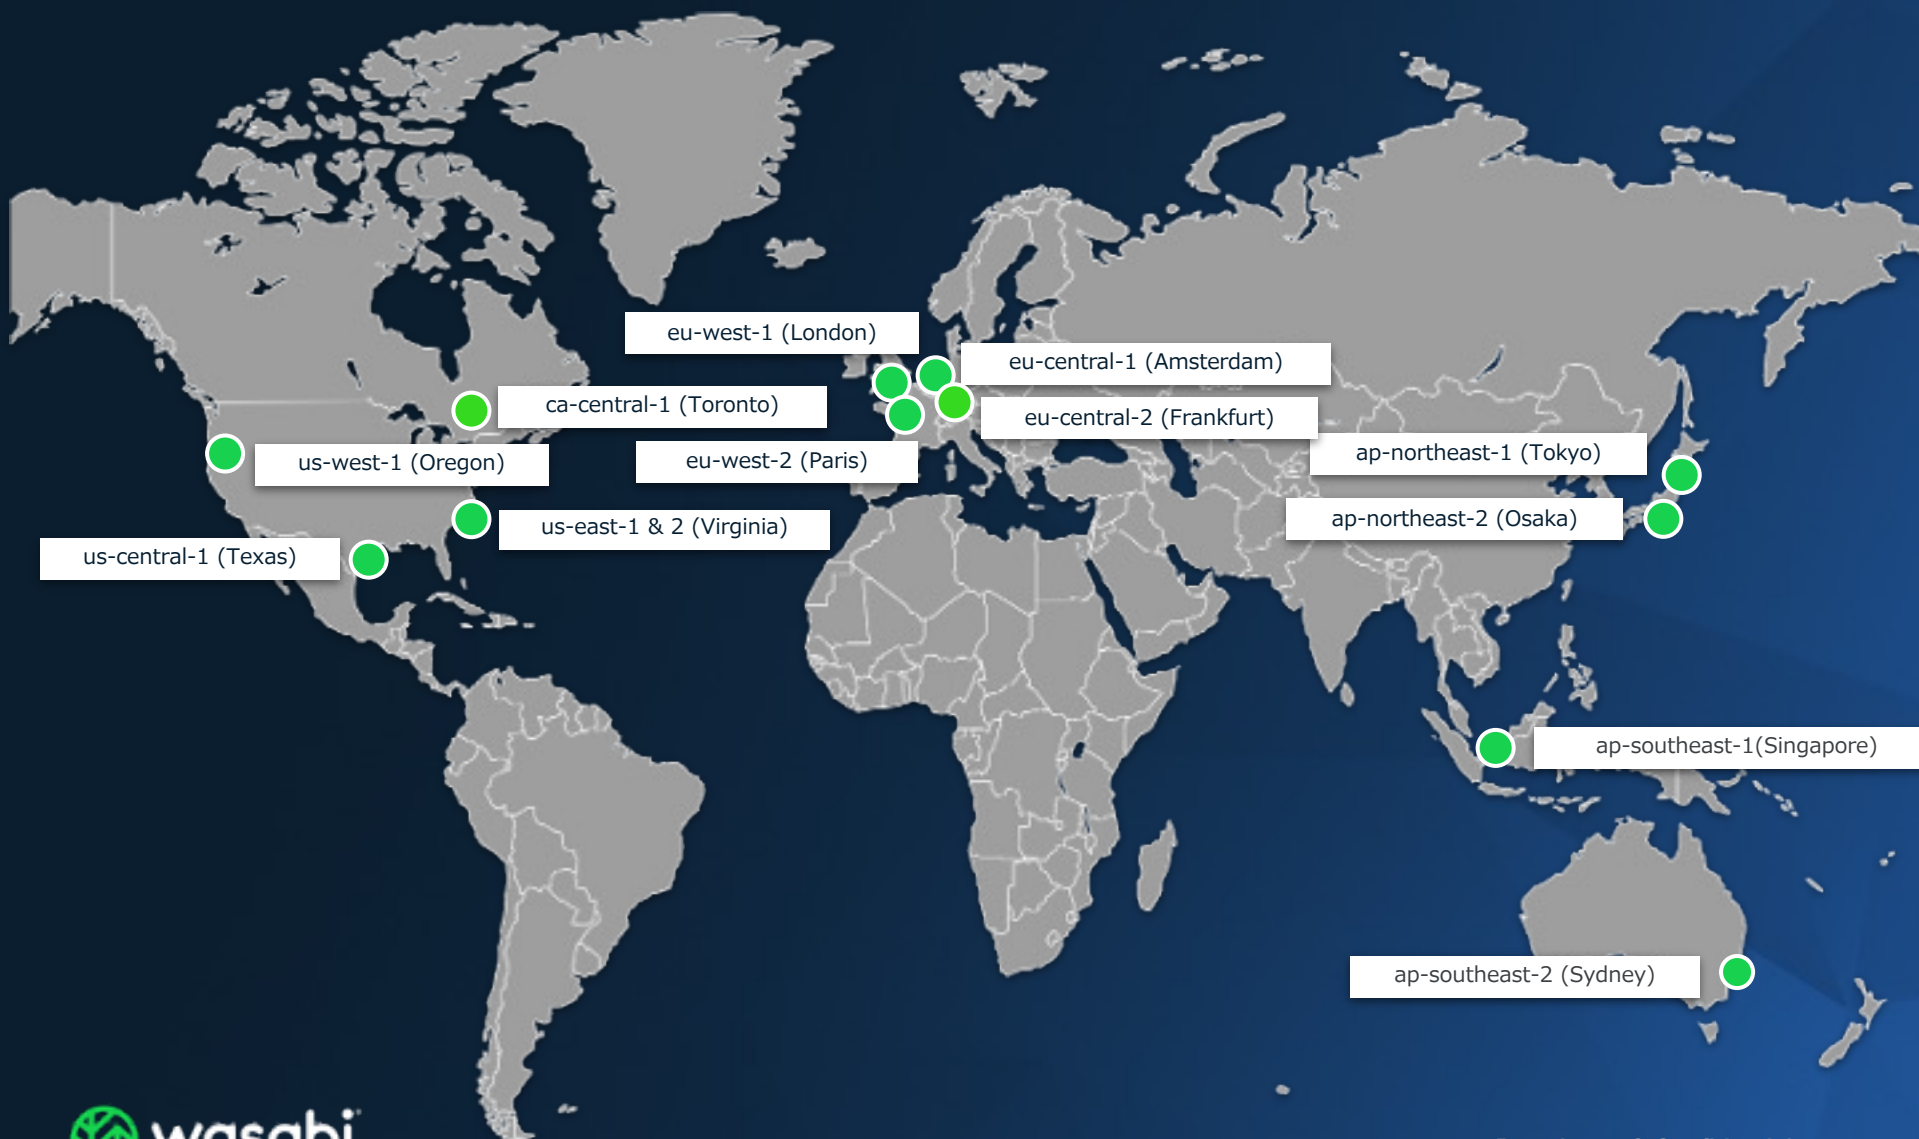 eu-west-1 (London)
eu-central-1 (Amsterdam)
ca-central-1 (Toronto)
eu-central-2 (Frankfurt)
us-west-1 (Oregon)
eu-west-2 (Paris)
ap-northeast-1 (Tokyo)
us-east-1 & 2 (Virginia)
ap-northeast-2 (Osaka)
us-central-1 (Texas)
ap-southeast-1(Singapore)
ap-southeast-2 (Sydney)
wasabi